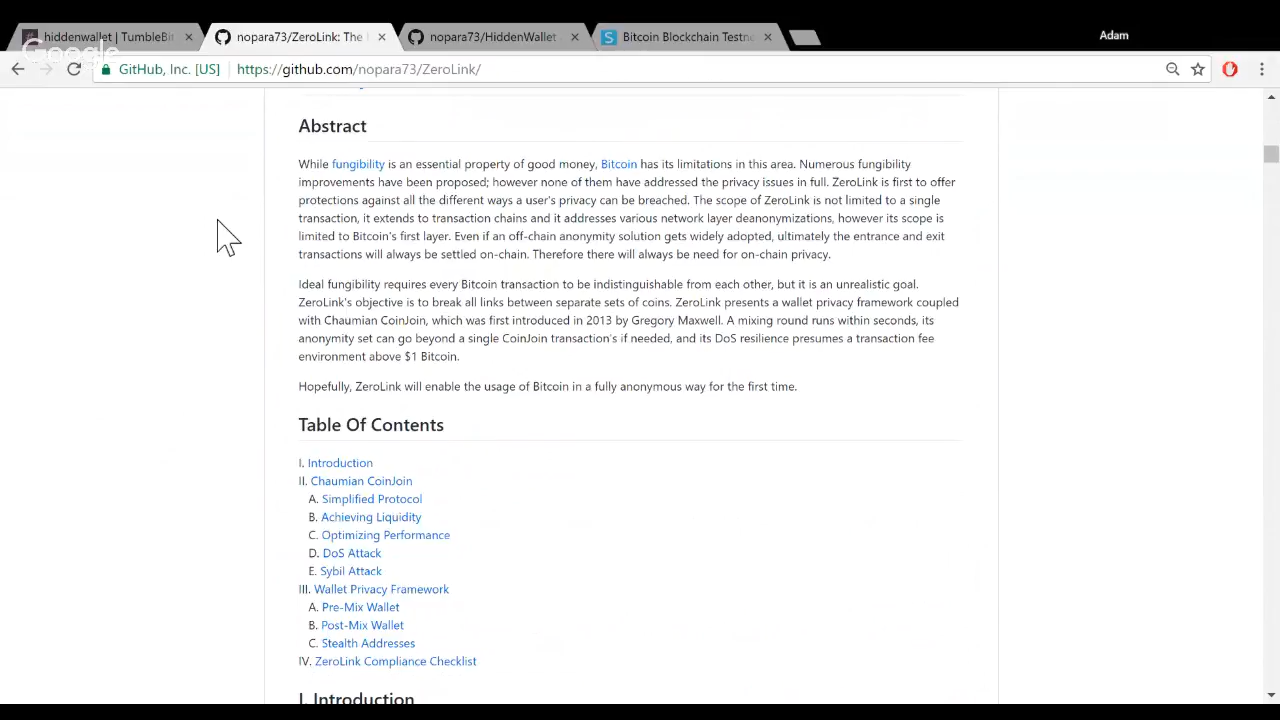 hiddenwallet | TumbleBit
nopara73/ZeroLink: The
nopara73/HiddenWallet
Bitcoin Blockchain Testne
Adam
Google
GitHub, Inc. [US]
https://github.com/nopara73/ZeroLink/
Abstract
While fungibility is an essential property of good money, Bitcoin has its limitations in this area. Numerous fungibility
improvements have been proposed; however none of them have addressed the privacy issues in full. ZeroLink is first to offer
protections against all the different ways a user's privacy can be breached. The scope of ZeroLink is not limited to a single
transaction, it extends to transaction chains and it addresses various network layer deanonymizations, however its scope is
limited to Bitcoin's first layer. Even if an off-chain anonymity solution gets widely adopted, ultimately the entrance and exit
transactions will always be settled on-chain. Therefore there will always be need for on-chain privacy.
Ideal fungibility requires every Bitcoin transaction to be indistinguishable from each other, but it is an unrealistic goal.
ZeroLink's objective is to break all links between separate sets of coins. ZeroLink presents a wallet privacy framework coupled
with Chaumian CoinJoin, which was first introduced in 2013 by Gregory Maxwell. A mixing round runs within seconds, its
anonymity set can go beyond a single CoinJoin transaction's if needed, and its DoS resilience presumes a transaction fee
environment above $1 Bitcoin.
Hopefully, ZeroLink will enable the usage of Bitcoin in a fully anonymous way for the first time.
Table Of Contents
I. Introduction
II. Chaumian CoinJoin
A. Simplified Protocol
B. Achieving Liquidity
C. Optimizing Performance
D. DoS Attack
E. Sybil Attack
III. Wallet Privacy Framework
A. Pre-Mix Wallet
B. Post-Mix Wallet
C. Stealth Addresses
IV. ZeroLink Compliance Checklist
I. Introduction